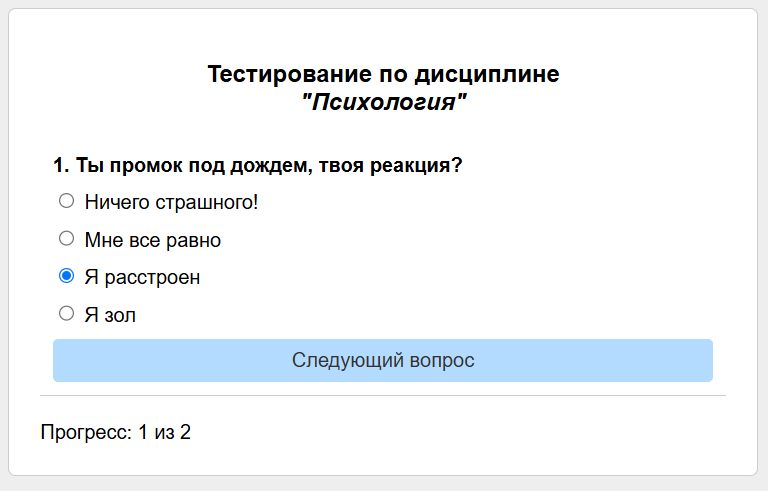 Тестирование по дисциплине
"Психология"
1. Ты промок под дождем, твоя реакция?
Ничего страшного!
Мне все равно
Я расстроен
Я зол
Следующий вопрос
Прогресс: 1 из 2